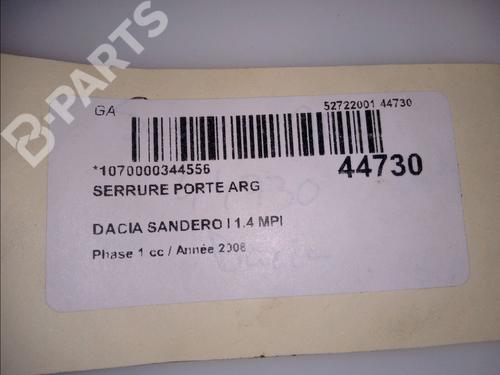 B-PARTS
GA
52722001 44730
*1070000344556
44730
SERRURE PORTE ARG
DACIA SANDERO I 1.4 MPI
Phase 1 cc / Année 2008